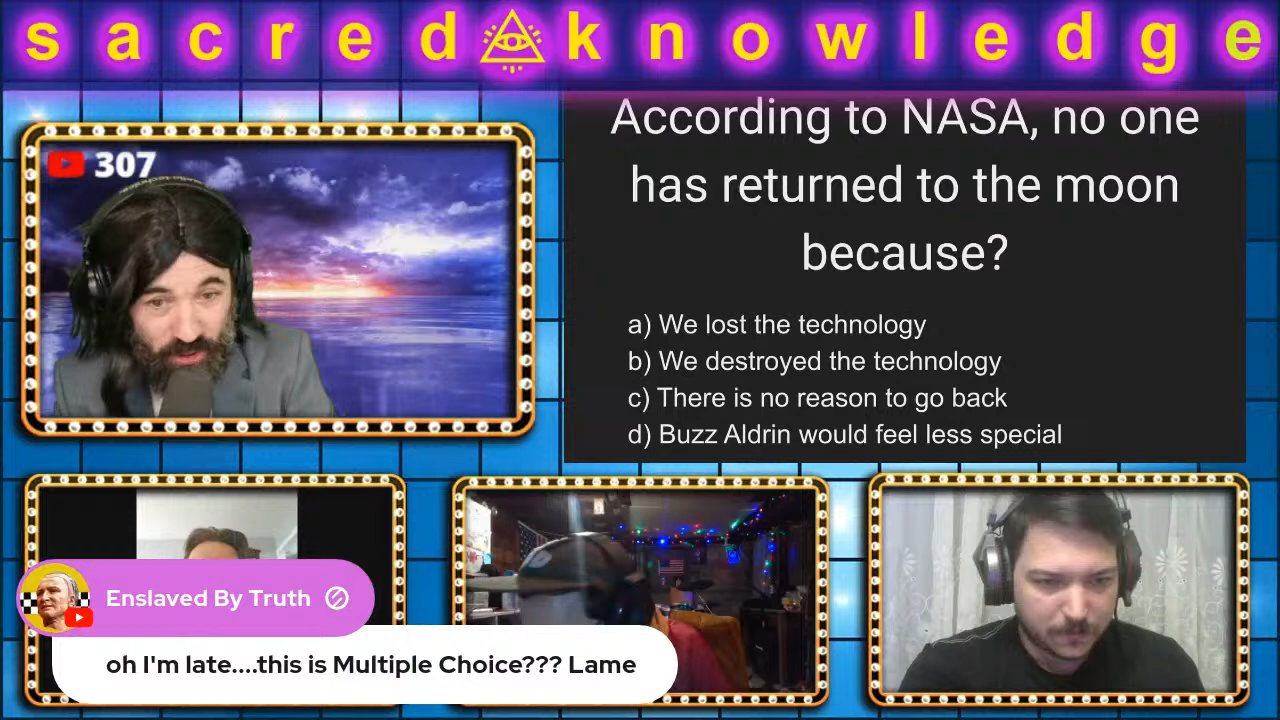 sacred knowledge
307
According to NASA, no one
has returned to the moon
because?
a) We lost the technology
b) We destroyed the technology
c) There is no reason to go back
d) Buzz Aldrin would feel less special
Enslaved By Truth
oh I'm late....this is Multiple Choice??? Lame